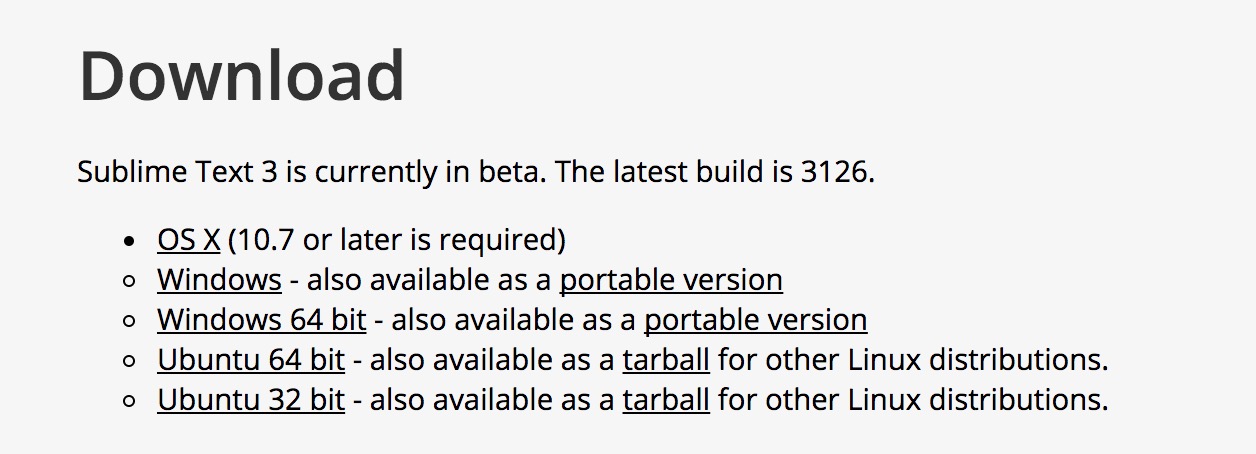 Download
Sublime Text 3 is currently in beta. The latest build is 3126.
OS X (10.7 or later is required)
Windows - also available as a portable version
Windows 64 bit - also available as a portable version
Ubuntu 64 bit - also available as a tarball for other Linux distributions.
Ubuntu 32 bit - also available as a tarball for other Linux distributions.